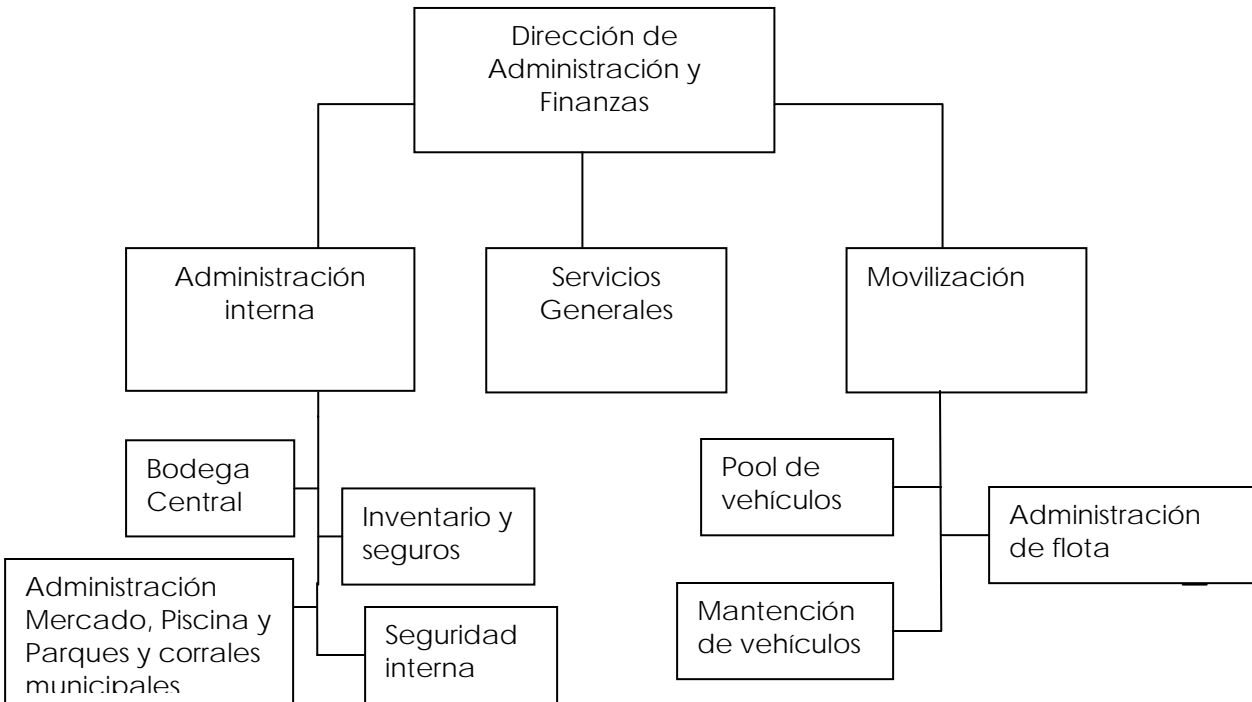 Dirección de
Administración y
Finanzas
Administración
interna
Servicios
Generales
Movilización
Bodega
Central
Inventario y
seguros
Administración
Mercado, Piscina y
Parques y corrales
municipales
Seguridad
interna
Pool de
vehículos
Administración
de flota
Mantención
de vehículos